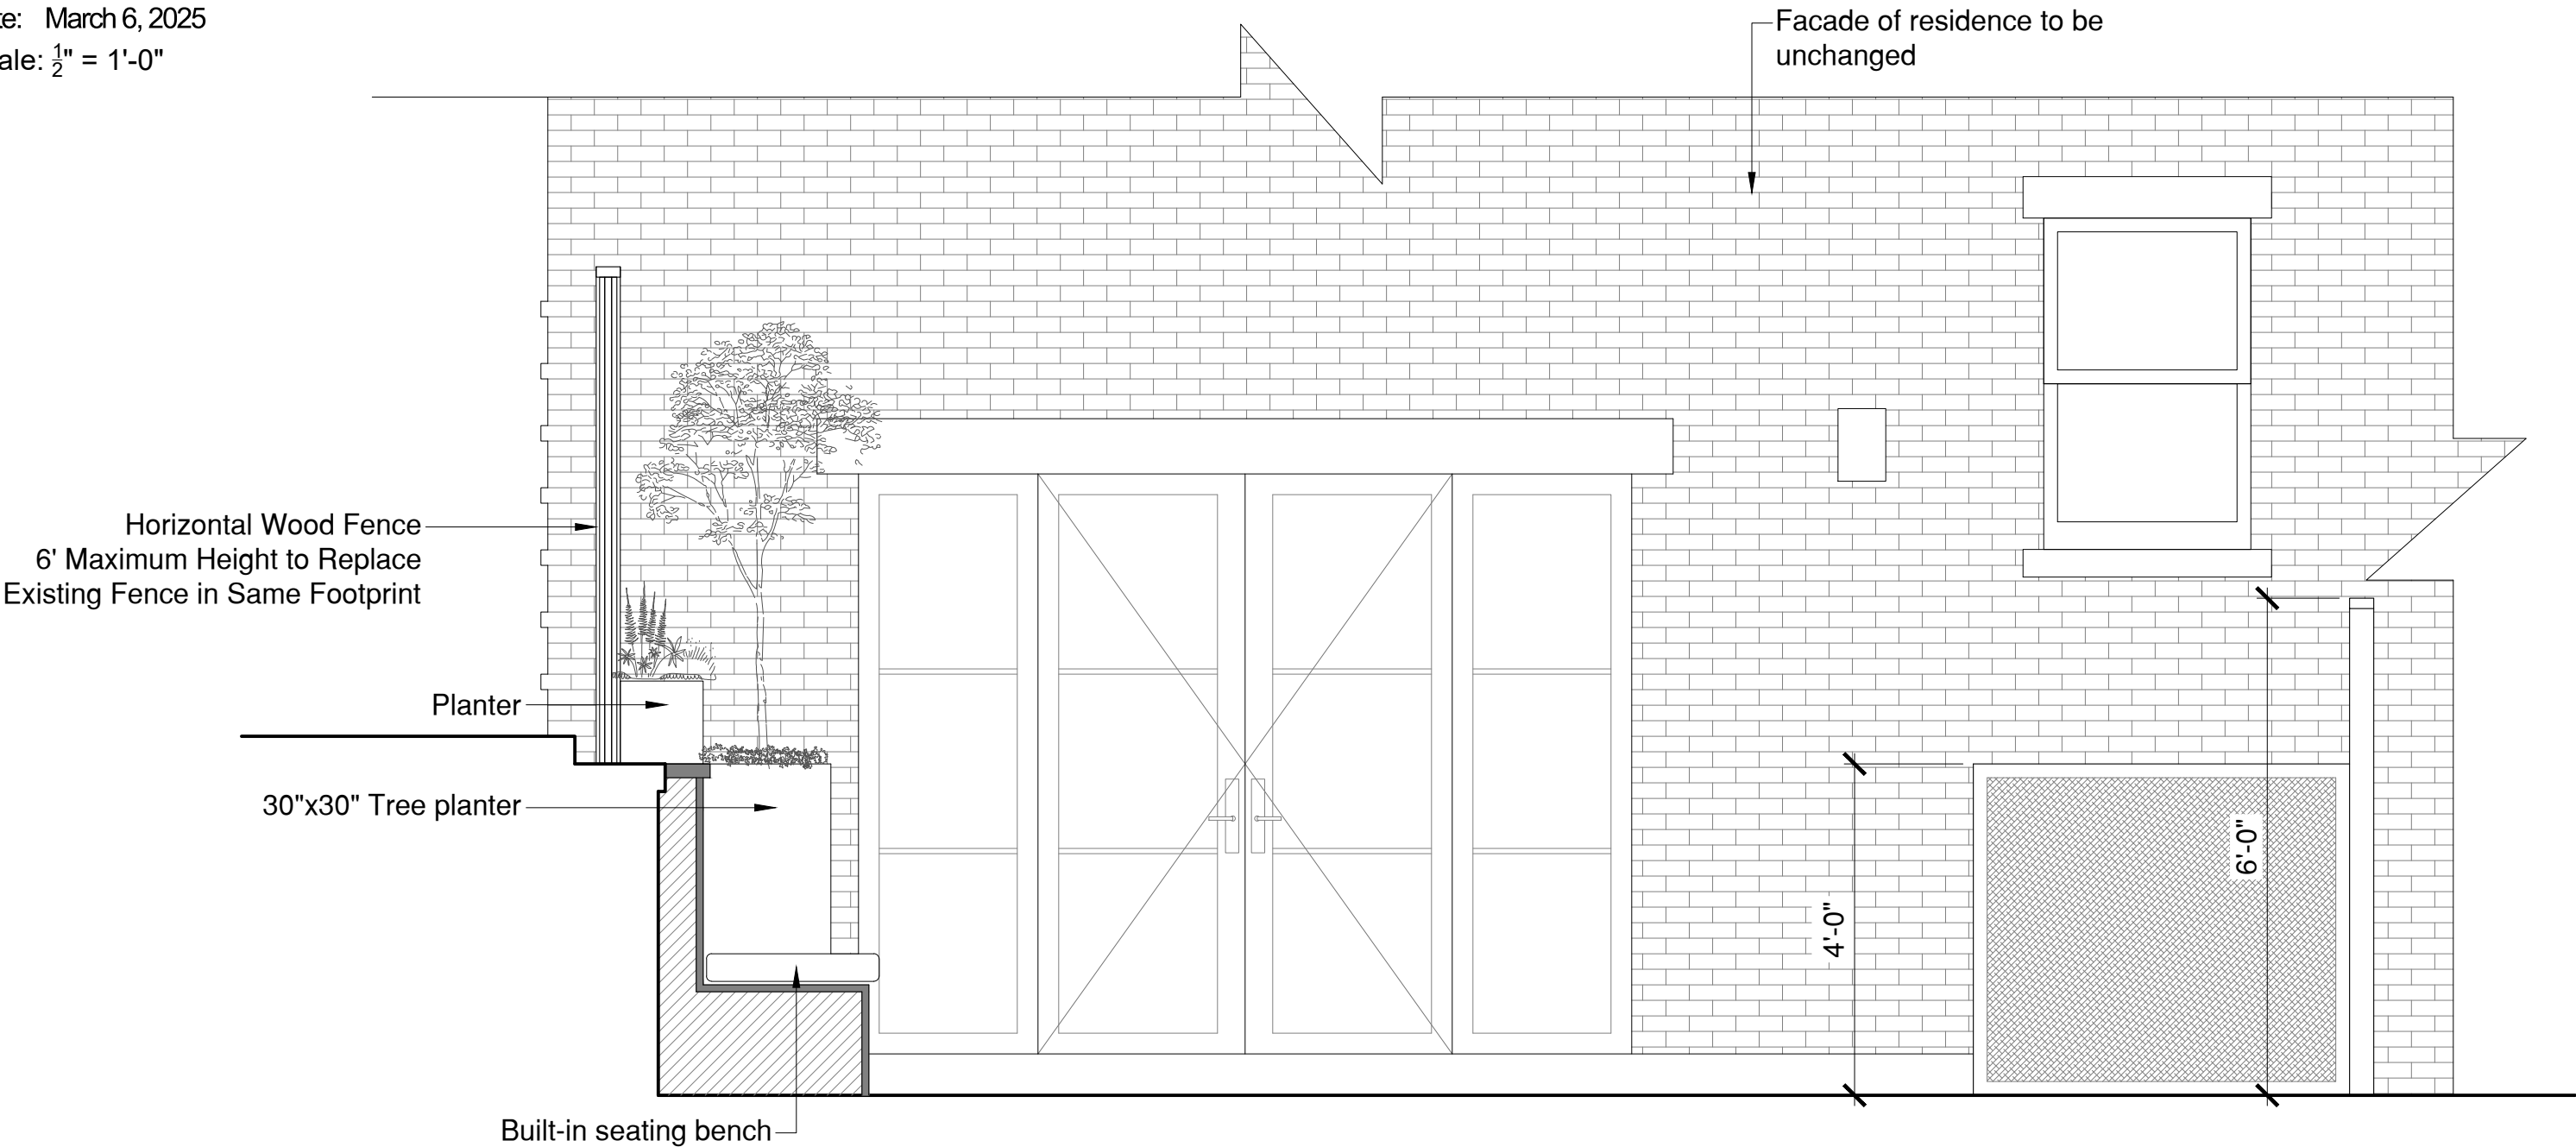 March 6, 2025
½" = 1'-0"
Facade of residence to be
unchanged
Horizontal Wood Fence
6' Maximum Height to Replace
Existing Fence in Same Footprint
Planter
30"x30" Tree planter
6'-0"
4'-0"
Built-in seating bench